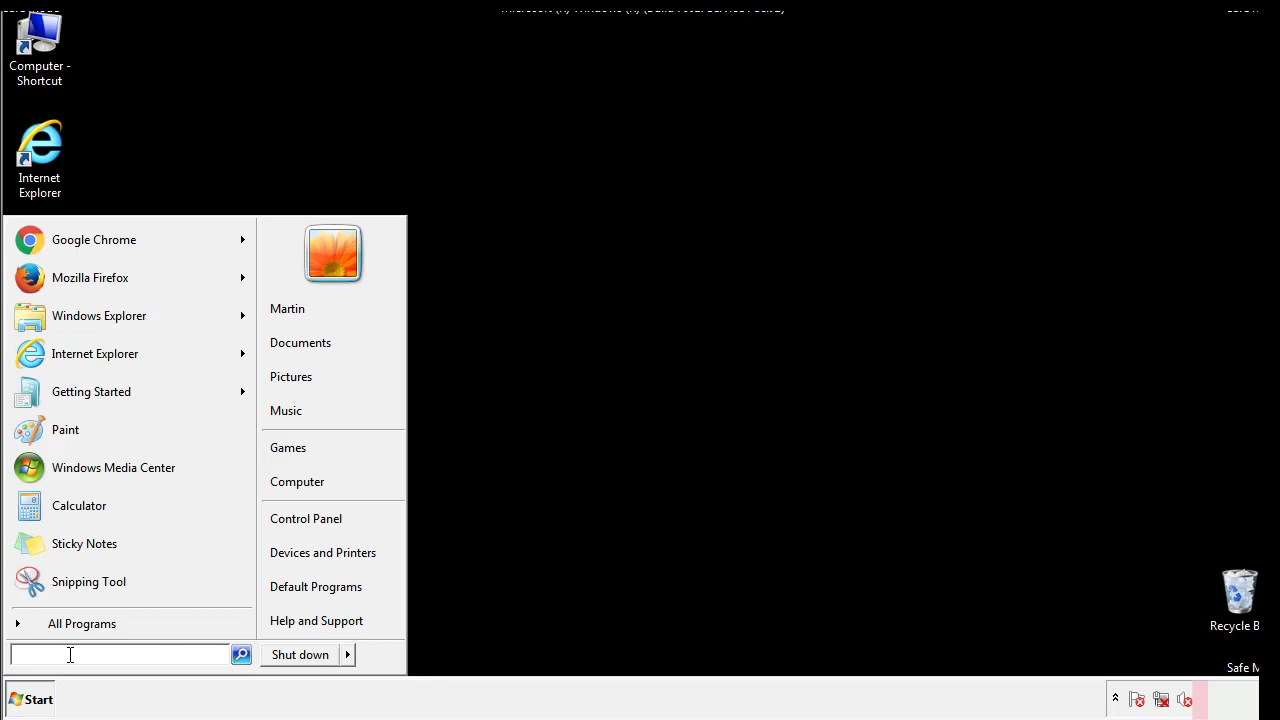 Computer -
Shortcut
Internet
Explorer
Google Chrome
Mozilla Firefox
Windows Explorer
Internet Explorer
Getting Started
Paint
Windows Media Center
Calculator
Sticky Notes
Snipping Tool
All Programs
Martin
Documents
Pictures
Music
Games
Computer
Control Panel
Devices and Printers
Default Programs
Help and Support
Shut down
Recycle B
Safe M
Start